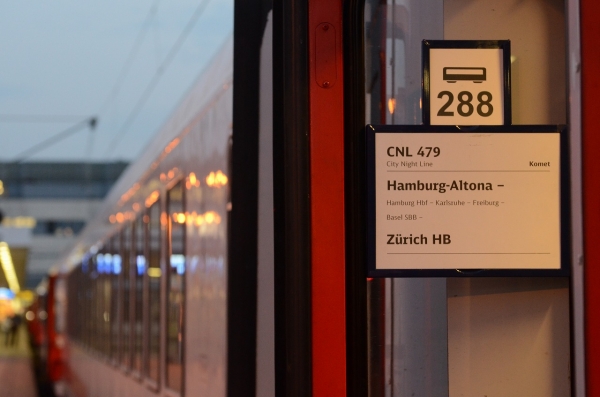 288
CNL 479
City Night Line Komet
Hamburg-Altona –
Hamburg Hbf – Karlsruhe – Freiburg –
Basel SBB –
Zürich HB